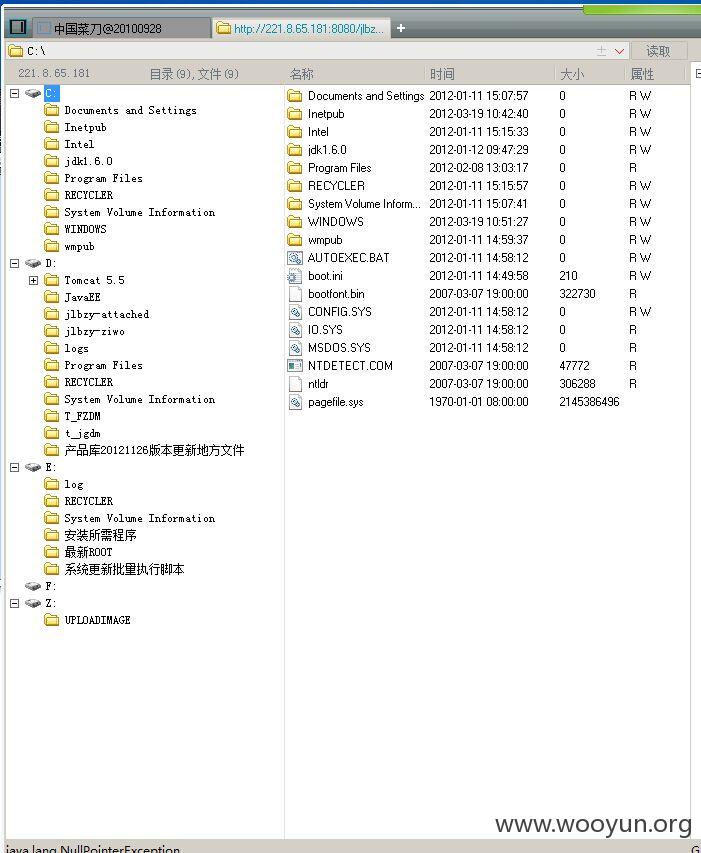 中国菜刀@20100928 http://221.8.65.181:8080/jlbz... +
C:\ 读取
221.8.65.181 目录(9),文件(9) 名称 时间 大小 属性
C:
Documents and Settings
Inetpub
Intel
jdk1.6.0
Program Files
RECYCLER
System Volume Information
WINDOWS
wmpub
D:
Tomcat 5.5
JavaEE
jlbzy-attached
jlbzy-ziwo
logs
Program Files
RECYCLER
System Volume Information
T_FZDM
t_jgdm
产品库20121126版本更新地方文件
E:
log
RECYCLER
System Volume Information
安装所需程序
最新ROOT
系统更新批量执行脚本
F:
Z:
UPLOADIMAGE
Documents and Settings 2012-01-11 15:07:57 0 R W
Inetpub 2012-03-19 10:42:40 0 R W
Intel 2012-01-11 15:15:33 0 R W
jdk1.6.0 2012-01-12 09:47:29 0 R W
Program Files 2012-02-08 13:03:17 0 R
RECYCLER 2012-01-11 15:15:57 0 R W
System Volume Inform... 2012-01-11 15:07:41 0 R W
WINDOWS 2012-03-19 10:51:27 0 R W
wmpub 2012-01-11 14:59:37 0 R W
AUTOEXEC.BAT 2012-01-11 14:58:12 0 R W
boot.ini 2012-01-11 14:49:58 210 R W
bootfont.bin 2007-03-07 19:00:00 322730 R
CONFIG.SYS 2012-01-11 14:58:12 0 R W
IO.SYS 2012-01-11 14:58:12 0 R
MSDOS.SYS 2012-01-11 14:58:12 0 R
NTDETECT.COM 2007-03-07 19:00:00 47772 R
ntldr 2007-03-07 19:00:00 306288 R
pagefile.sys 1970-01-01 08:00:00 2145386496
www.wooyun.org
java.lang.NullPointerException